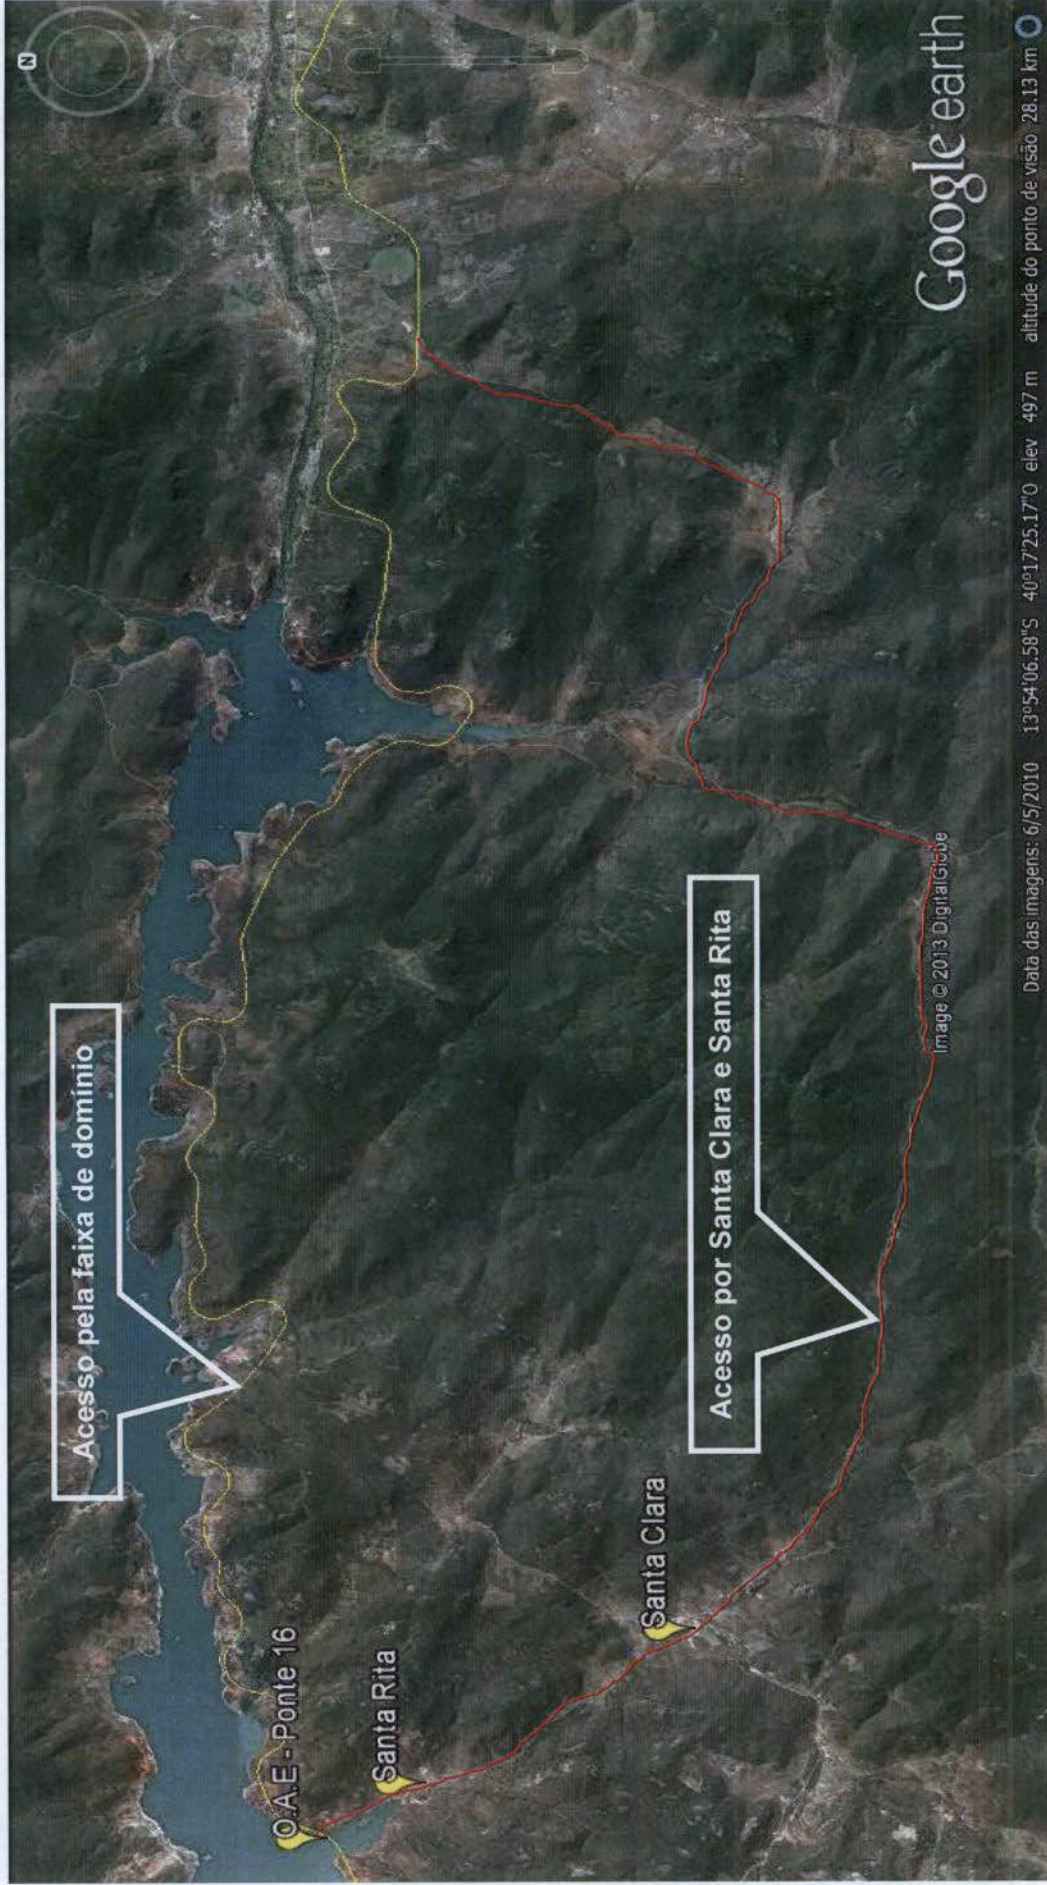 N
Acesso pela faixa de domínio
O.A.E - Ponte 16
Santa Rita
Santa Clara
Acesso por Santa Clara e Santa Rita
Image © 2013 DigitalGlobe
Google earth
Data das imagens: 6/5/2010 13°54'06.58"S 40°17'25.17"O elev 497 m altitude do ponto de visão 28.13 km